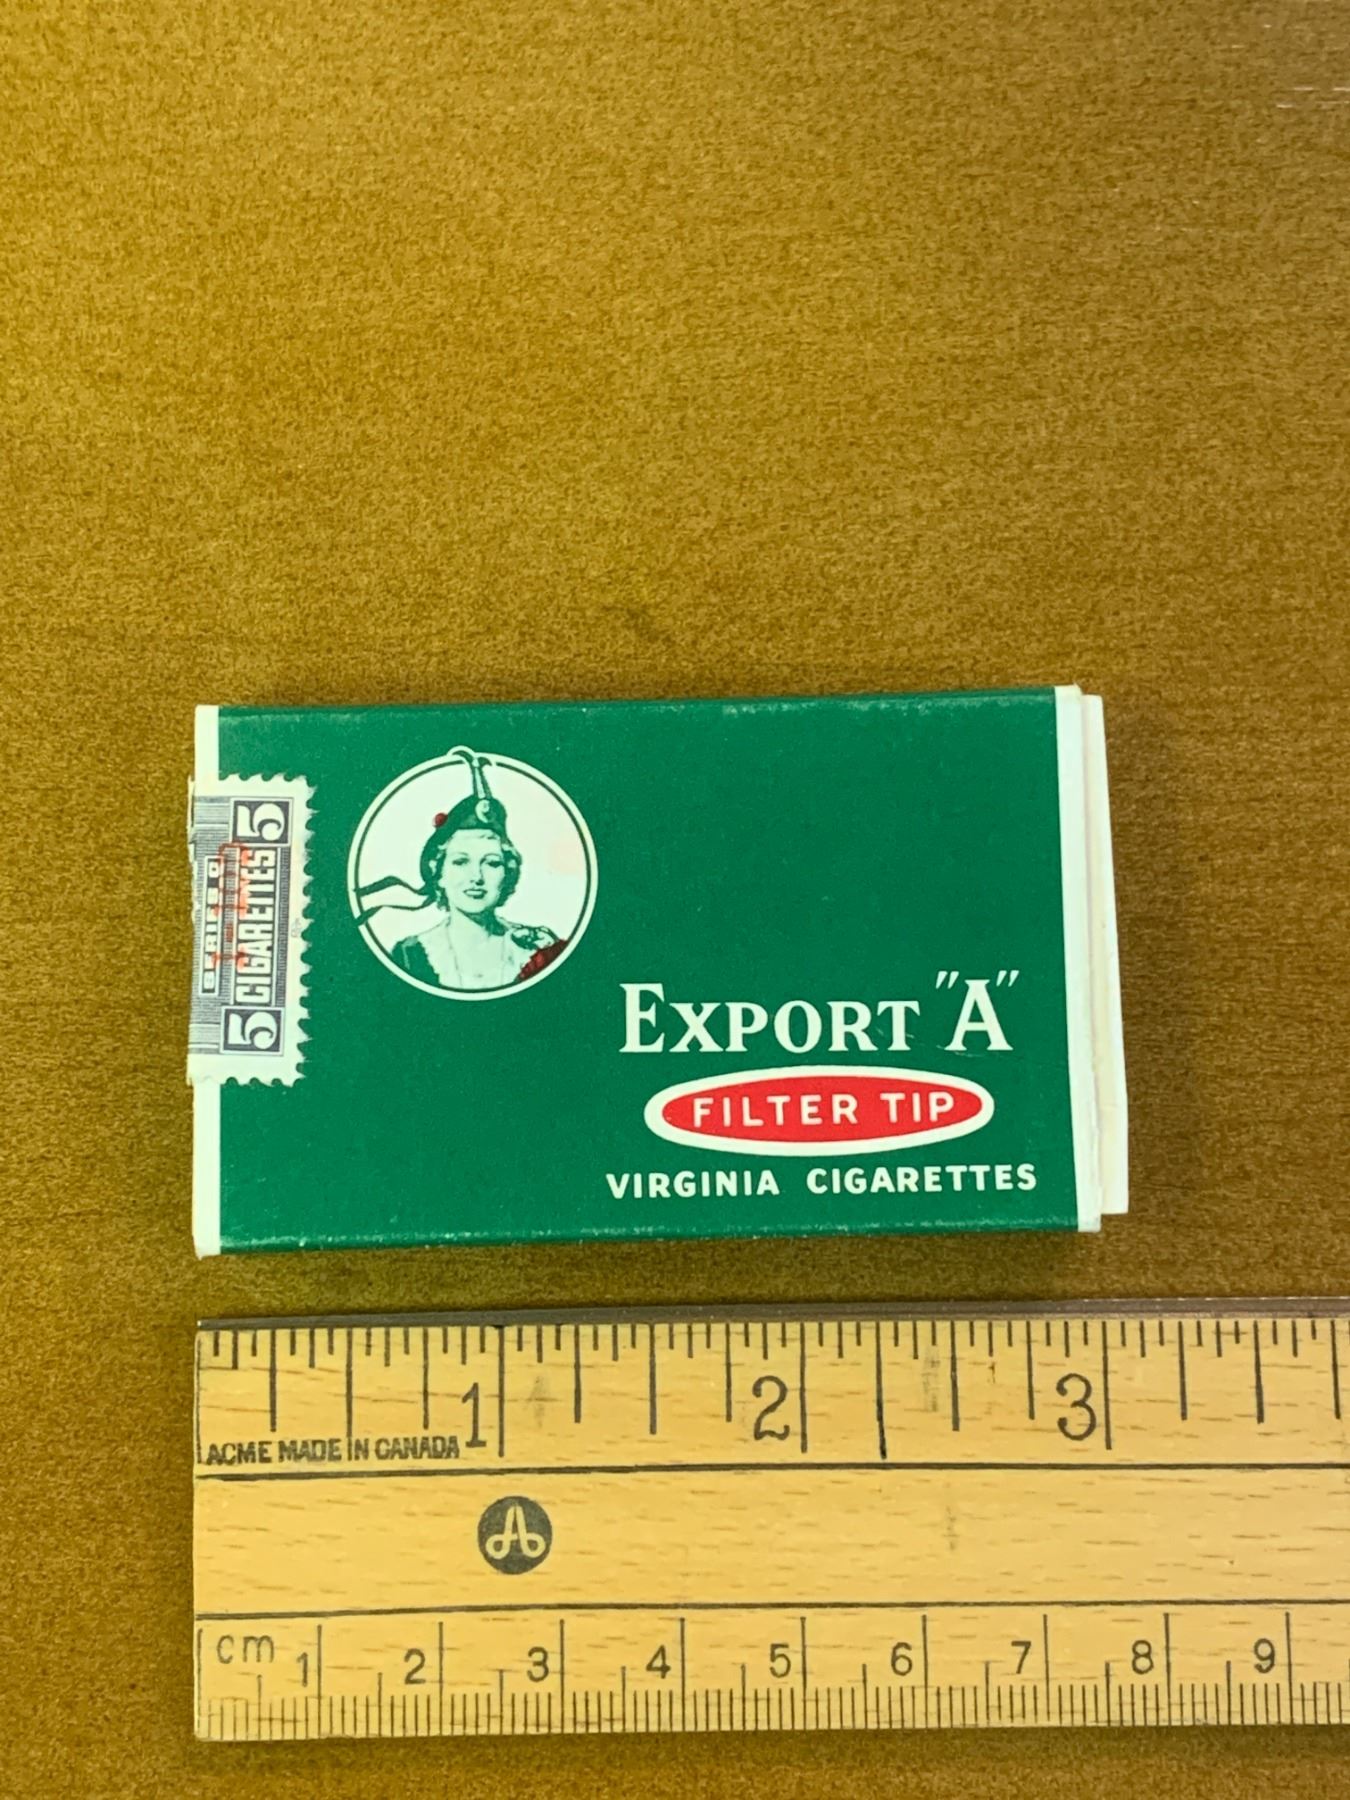 SERIES D
5 CIGARETTES 5
EXPORT "A"
FILTER TIP
VIRGINIA CIGARETTES
1 2 3
ACME MADE IN CANADA
A
cm 1 2 3 4 5 6 7 8 9